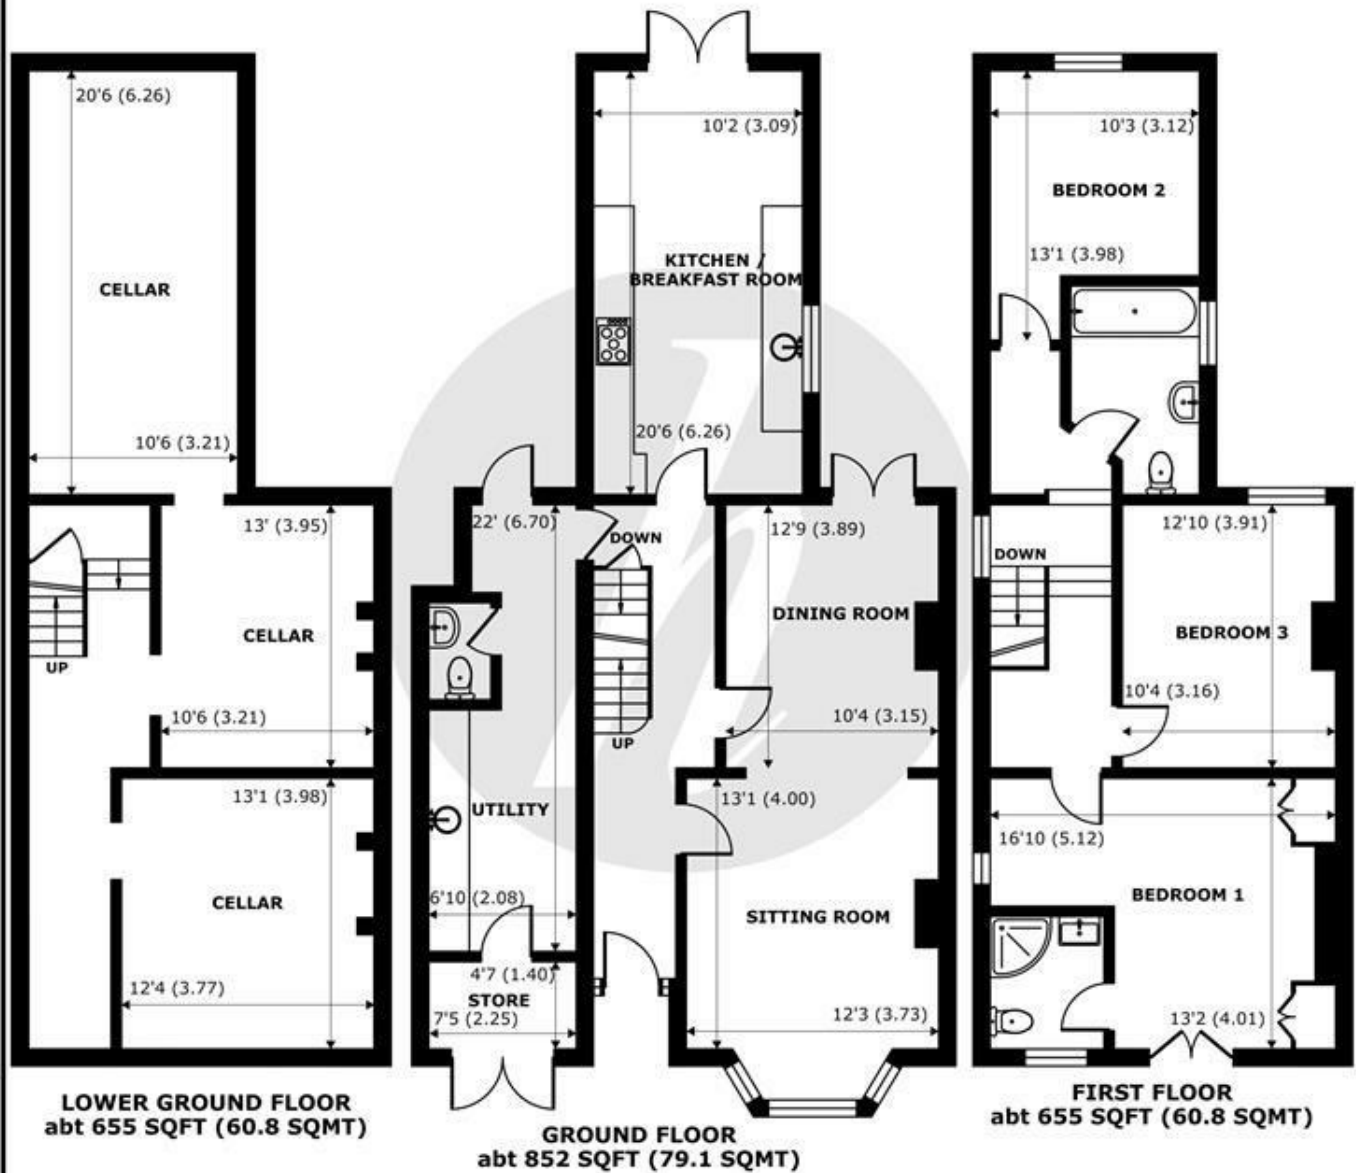 20'6 (6.26)
CELLAR
10'6 (3.21)
13' (3.95)
CELLAR
UP
10'6 (3.21)
13'1 (3.98)
CELLAR
12'4 (3.77)
LOWER GROUND FLOOR
abt 655 SQFT (60.8 SQMT)
10'2 (3.09)
KITCHEN /
BREAKFAST ROOM
20'6 (6.26)
22' (6.70)
DOWN
12'9 (3.89)
DINING ROOM
10'4 (3.15)
UP
13'1 (4.00)
UTILITY
6'10 (2.08)
SITTING ROOM
4'7 (1.40)
STORE
7'5 (2.25)
12'3 (3.73)
GROUND FLOOR
abt 852 SQFT (79.1 SQMT)
10'3 (3.12)
BEDROOM 2
13'1 (3.98)
12'10 (3.91)
DOWN
BEDROOM 3
10'4 (3.16)
16'10 (5.12)
BEDROOM 1
13'2 (4.01)
FIRST FLOOR
abt 655 SQFT (60.8 SQMT)
h